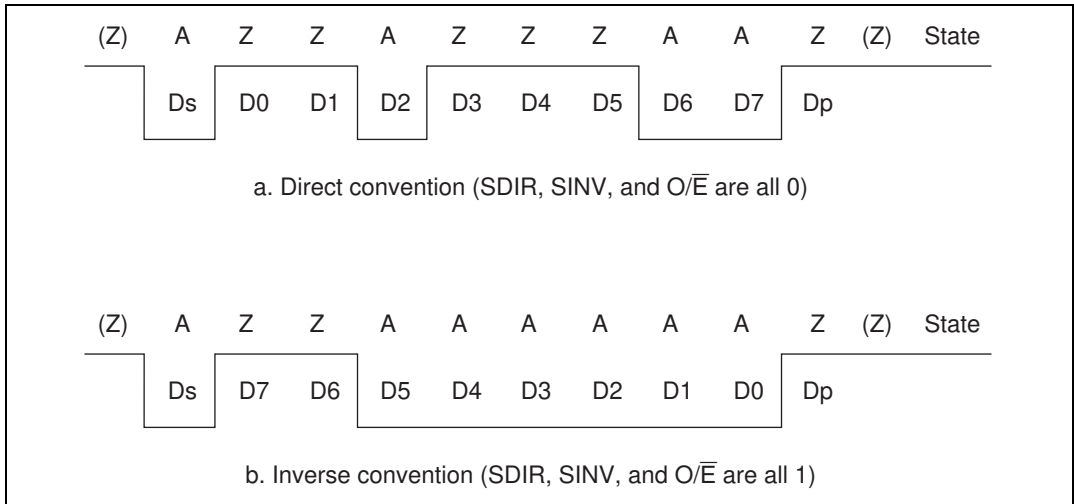 (Z) A Z Z A Z Z Z A A Z (Z) State
Ds D0 D1 D2 D3 D4 D5 D6 D7 Dp
a. Direct convention (SDIR, SINV, and O/E̅ are all 0)
(Z) A Z Z A A A A A A Z (Z) State
Ds D7 D6 D5 D4 D3 D2 D1 D0 Dp
b. Inverse convention (SDIR, SINV, and O/E̅ are all 1)